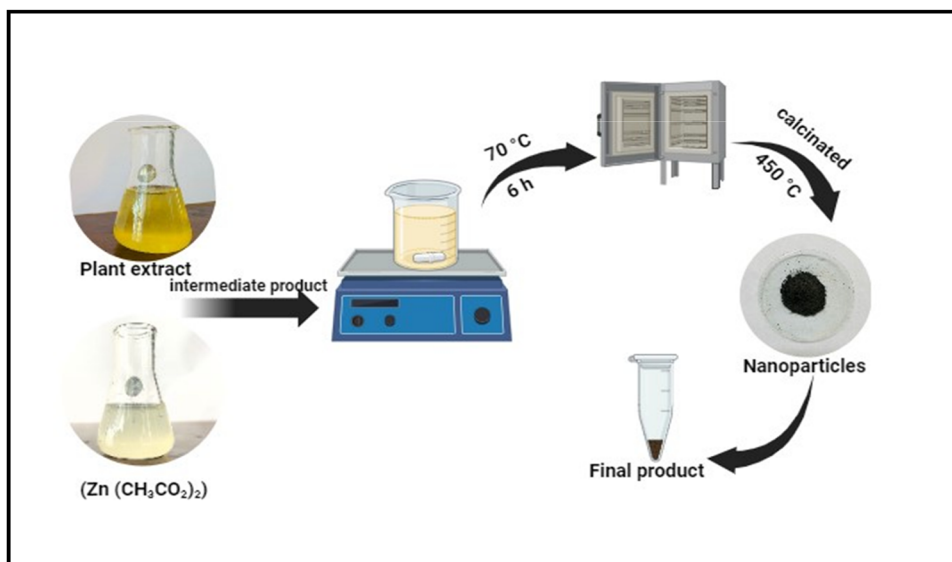 Plant extract
intermediate product
(Zn (CH₃CO₂)₂)
70 °C
6 h
calcinated
450 °C
Nanoparticles
Final product